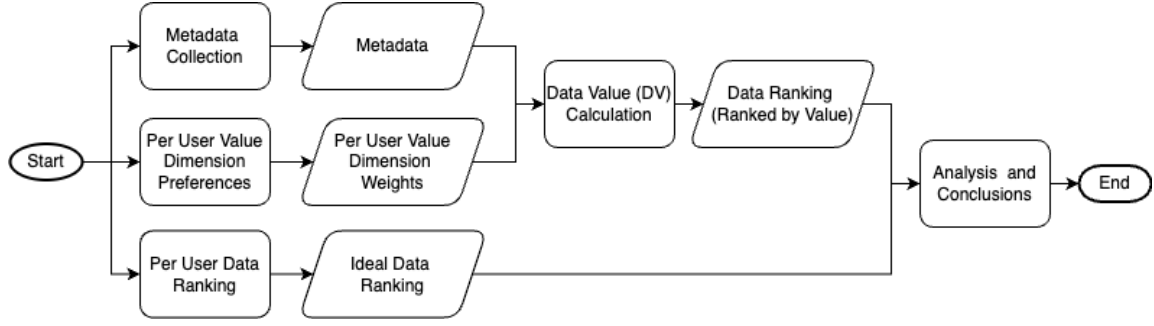 Start
Metadata
Collection
Metadata
Per User Value
Dimension
Preferences
Per User Value
Dimension
Weights
Per User Data
Ranking
Ideal Data
Ranking
Data Value (DV)
Calculation
Data Ranking
(Ranked by Value)
Analysis and
Conclusions
End